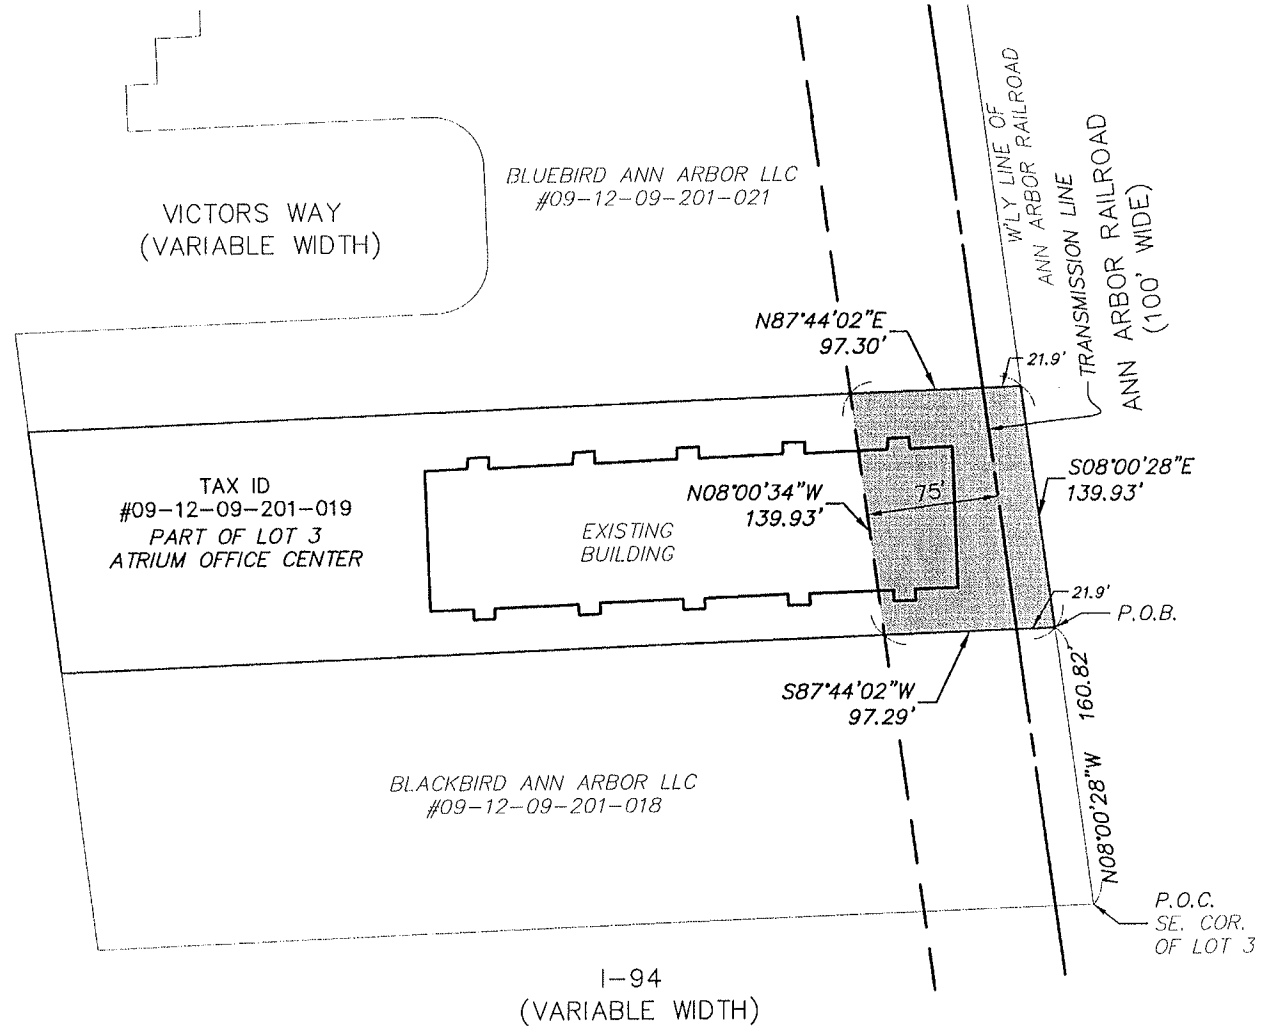 BLUEBIRD ANN ARBOR LLC
#09-12-09-201-021
VICTORS WAY
(VARIABLE WIDTH)
W'LY LINE OF
ANN ARBOR RAILROAD
TRANSMISSION LINE
ANN ARBOR RAILROAD
(100' WIDE)
N87°44'02"E
97.30'
21.9'
TAX ID
#09-12-09-201-019
PART OF LOT 3
ATRIUM OFFICE CENTER
EXISTING
BUILDING
N08°00'34"W
139.93'
75'
S08°00'28"E
139.93'
21.9'
P.O.B.
S87°44'02"W
97.29'
160.82'
N08°00'28"W
BLACKBIRD ANN ARBOR LLC
#09-12-09-201-018
P.O.C.
SE. COR.
OF LOT 3
I-94
(VARIABLE WIDTH)